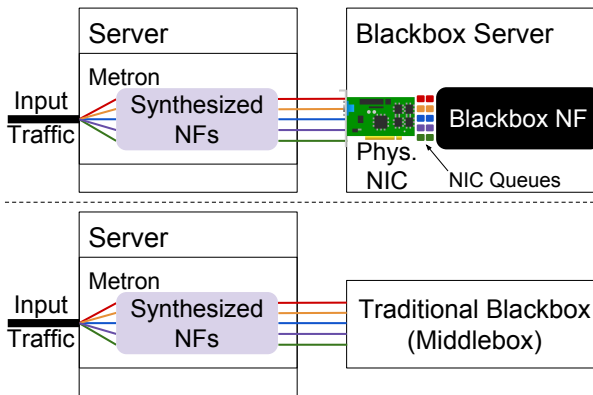 Server
Blackbox Server
Metron
Input
Traffic
Synthesized
NFs
Blackbox NF
Phys.
NIC
NIC Queues
Server
Metron
Input
Traffic
Synthesized
NFs
Traditional Blackbox
(Middlebox)